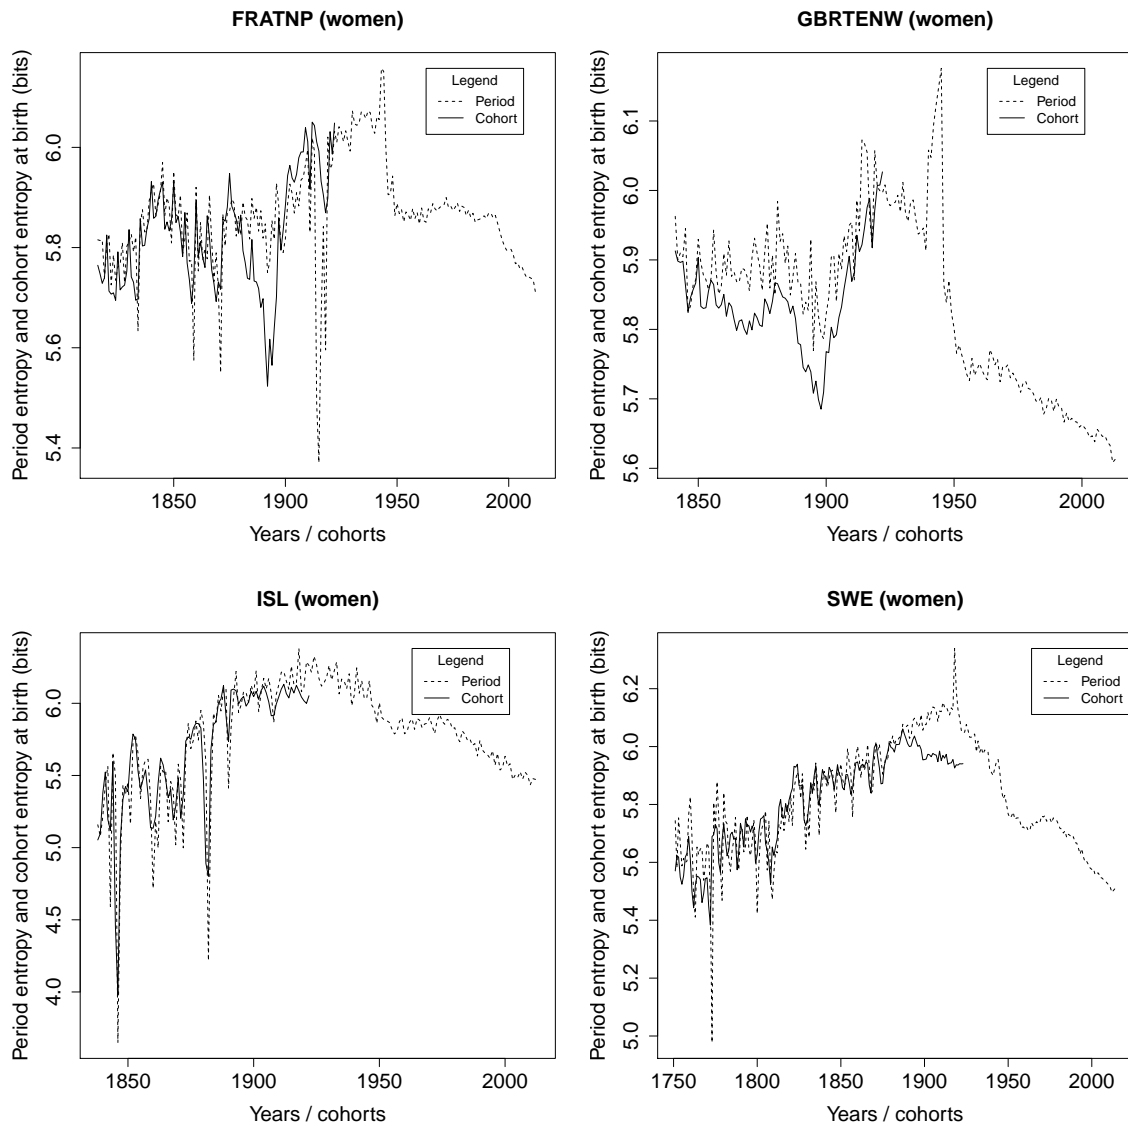 FRATNP (women)
Period entropy and cohort entropy at birth (bits)
5.4 5.6 5.8 6.0
Legend
Period
Cohort
1850 1900 1950 2000
Years / cohorts
GBRTENW (women)
Period entropy and cohort entropy at birth (bits)
5.6 5.7 5.8 5.9 6.0 6.1
Legend
Period
Cohort
1850 1900 1950 2000
Years / cohorts
ISL (women)
Period entropy and cohort entropy at birth (bits)
4.0 4.5 5.0 5.5 6.0
Legend
Period
Cohort
1850 1900 1950 2000
Years / cohorts
SWE (women)
Period entropy and cohort entropy at birth (bits)
5.0 5.2 5.4 5.6 5.8 6.0 6.2
Legend
Period
Cohort
1750 1800 1850 1900 1950 2000
Years / cohorts